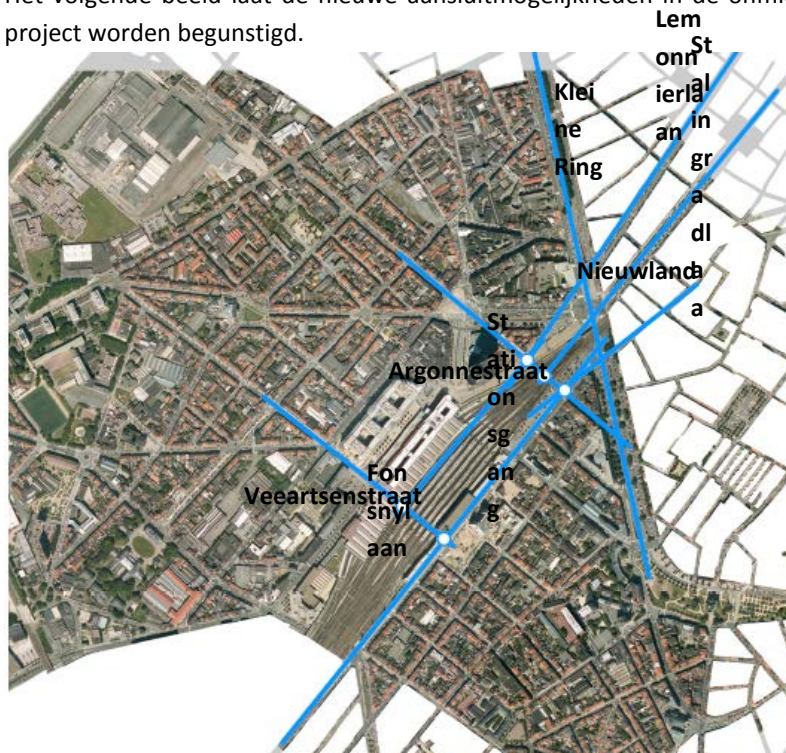 project worden begunstigd.
Lem
onn
ierla
an
St
al
in
gr
a
dl
a
a
Klei
ne
Ring
Nieuwland
St
ati
on
sg
an
g
Argonnestraat
Fon
snyl
aan
Veeartsenstraat